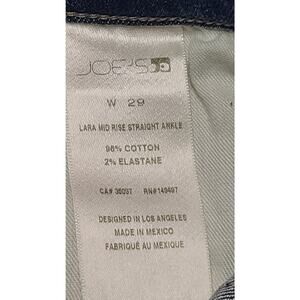 JOE'S
W 29
LARA MID RISE STRAIGHT ANKLE
98% COTTON
2% ELASTANE
CA# 36037 RN#149497
DESIGNED IN LOS ANGELES
MADE IN MEXICO
FABRIQUÉ AU MEXIQUE